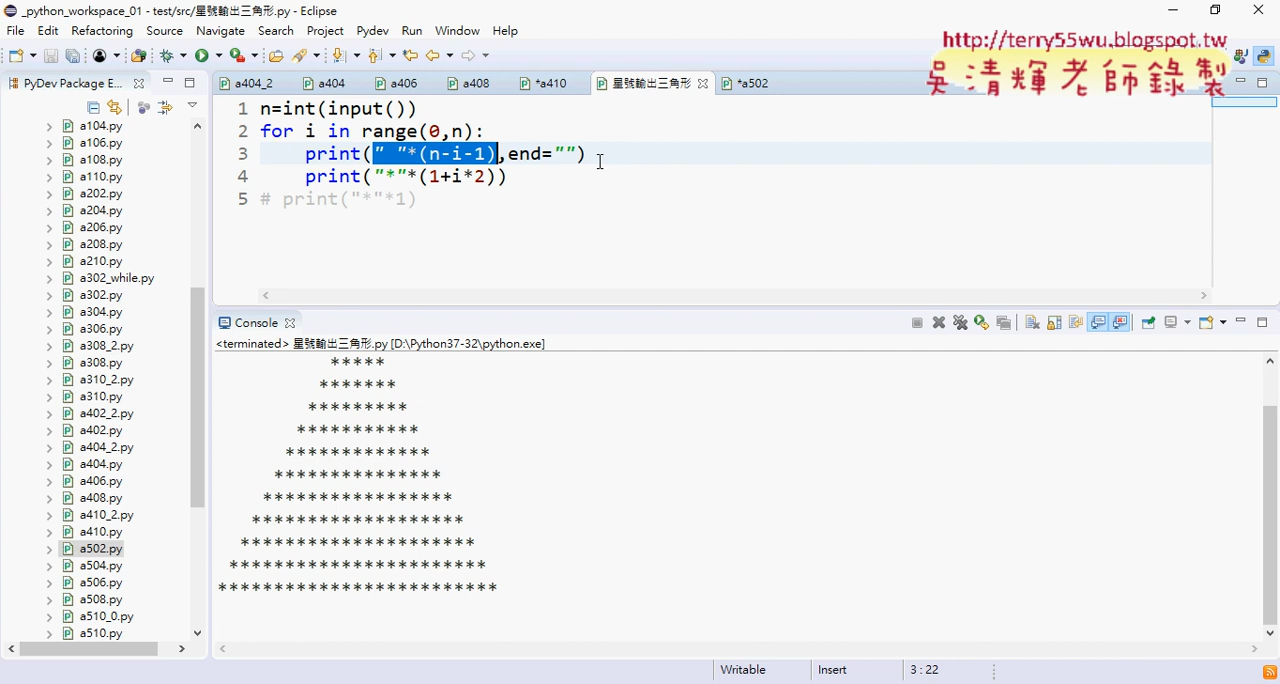 _python_workspace_01 - test/src/星號輸出三角形.py - Eclipse
File Edit Refactoring Source Navigate Search Project Pydev Run Window Help
http://terry55wu.blogspot.tw
吳清輝老師錄製
PyDev Package E...
a104.py
a106.py
a108.py
a110.py
a202.py
a204.py
a206.py
a208.py
a210.py
a302_while.py
a302.py
a304.py
a306.py
a308_2.py
a308.py
a310_2.py
a310.py
a402_2.py
a402.py
a404_2.py
a404.py
a406.py
a408.py
a410_2.py
a410.py
a502.py
a504.py
a506.py
a508.py
a510_0.py
a510.py
a404_2 a404 a406 a408 *a410 星號輸出三角形 *a502
1 n=int(input())
2 for i in range(0,n):
3     print(" "*(n-i-1),end="")
4     print("*"*(1+i*2))
5 # print("*"*1)
Console
<terminated> 星號輸出三角形.py [D:\Python37-32\python.exe]
          *****
         *******
        *********
       ***********
      *************
     ***************
    *****************
   *******************
  *********************
 ***********************
*************************
Writable Insert 3 : 22